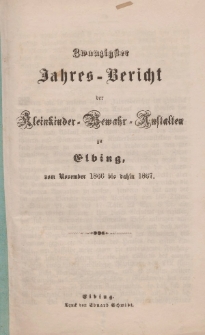 Zwanzigster
Jahres-Bericht
der
Kleinkinder-Bewahr-Anstalten
zu
Elbing,
vom November 1866 bis dahin 1867.
Elbing.
Druck von Edmund Schmidt.